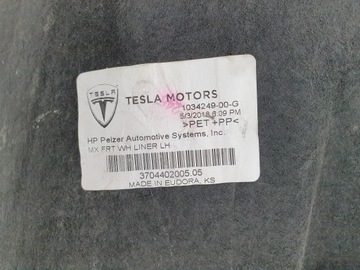 TESLA
TESLA MOTORS
1034249-00-G
5/3/2018 6:09 PM
>PET+PP<
HP Pelzer Automotive Systems, Inc.
MX FRT WH LINER LH
3704402005.05
MADE IN EUDORA, KS